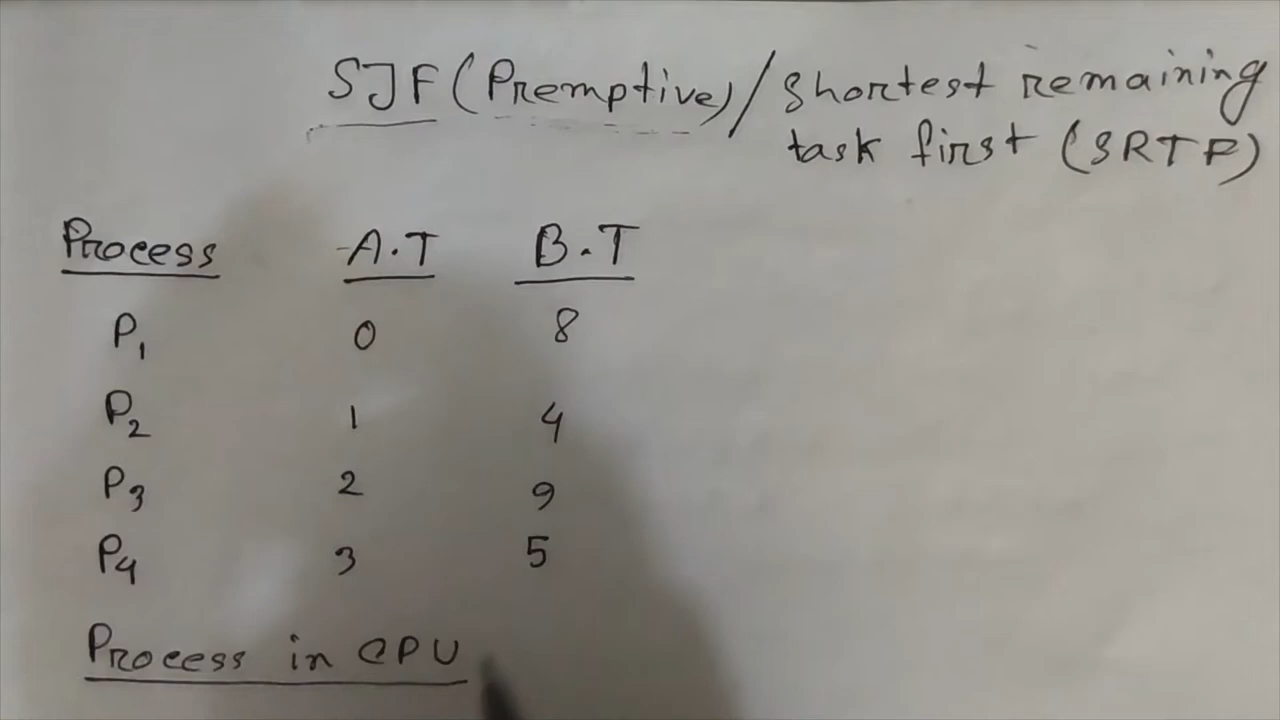 SJF (Premptive) / Shortest remaining
task first (SRTF)
Process A.T B.T
P1 0 8
P2 1 4
P3 2 9
P4 3 5
Process in CPU